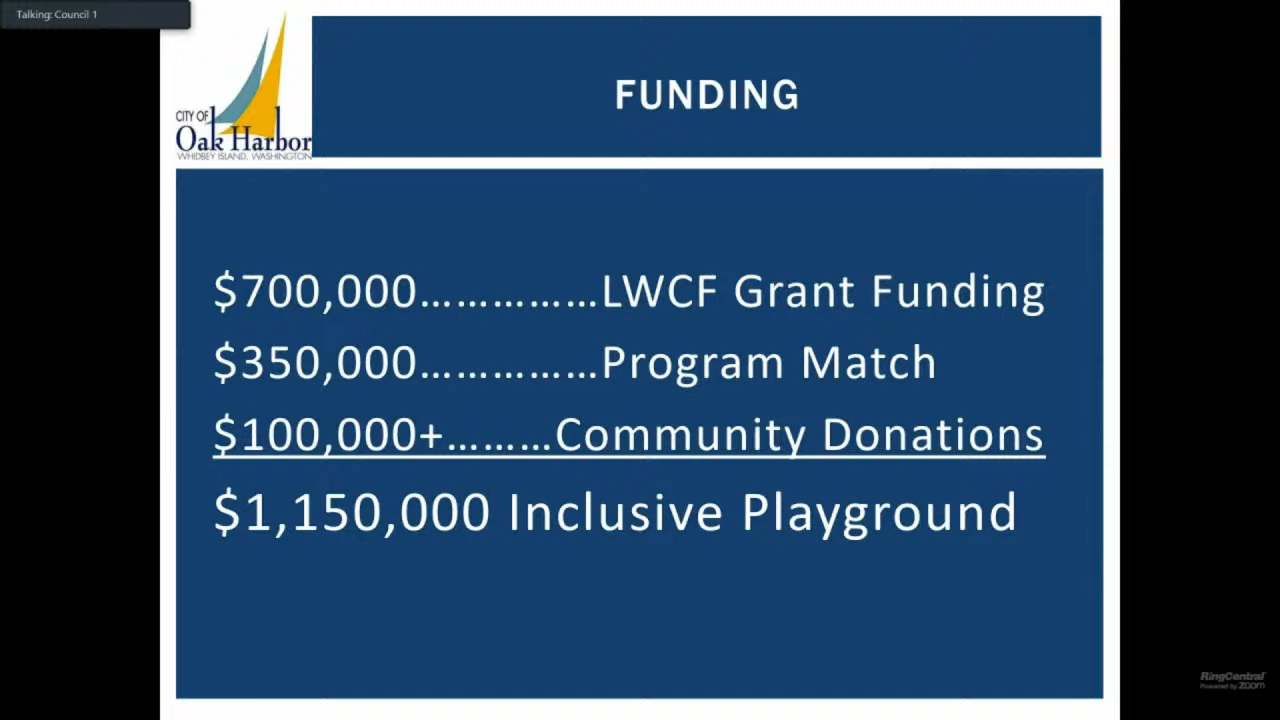 Talking: Council 1
CITY OF
Oak Harbor
WHIDBEY ISLAND, WASHINGTON
FUNDING
$700,000……………LWCF Grant Funding
$350,000……………Program Match
$100,000+………Community Donations
$1,150,000 Inclusive Playground
RingCentral
Powered by zoom